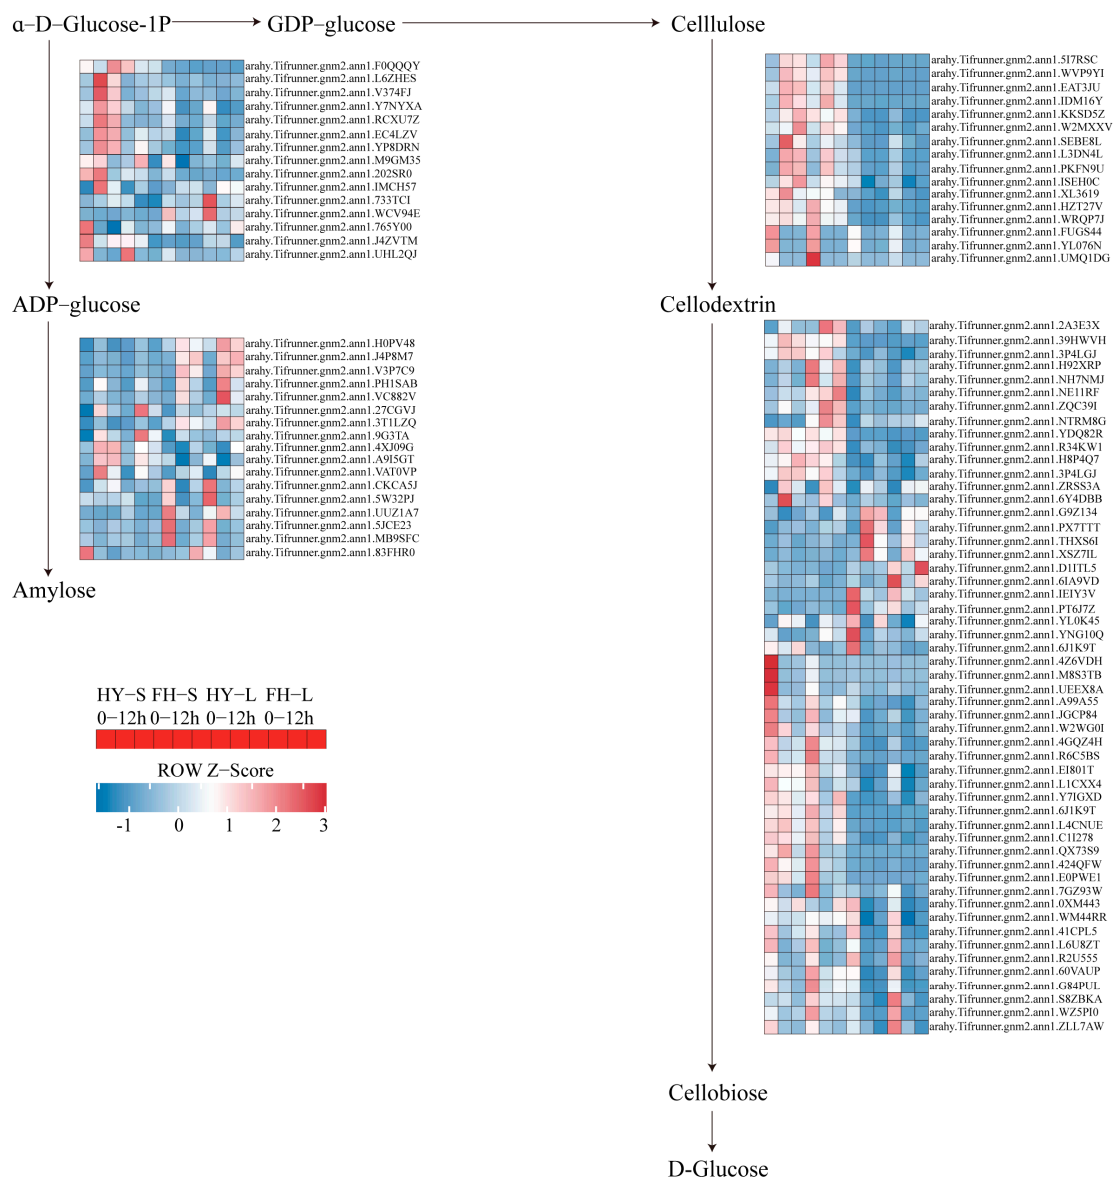 α–D–Glucose-1P
GDP–glucose
Celllulose
arahy.Tifrunner.gnm2.ann1.F0QQQY
arahy.Tifrunner.gnm2.ann1.L6ZHES
arahy.Tifrunner.gnm2.ann1.V374FJ
arahy.Tifrunner.gnm2.ann1.Y7NYXA
arahy.Tifrunner.gnm2.ann1.RCXU7Z
arahy.Tifrunner.gnm2.ann1.EC4LZV
arahy.Tifrunner.gnm2.ann1.YP8DRN
arahy.Tifrunner.gnm2.ann1.M9GM35
arahy.Tifrunner.gnm2.ann1.202SR0
arahy.Tifrunner.gnm2.ann1.IMCH57
arahy.Tifrunner.gnm2.ann1.733TCI
arahy.Tifrunner.gnm2.ann1.WCV94E
arahy.Tifrunner.gnm2.ann1.765Y00
arahy.Tifrunner.gnm2.ann1.J4ZVTM
arahy.Tifrunner.gnm2.ann1.UHL2QJ
arahy.Tifrunner.gnm2.ann1.5I7RSC
arahy.Tifrunner.gnm2.ann1.WVP9YI
arahy.Tifrunner.gnm2.ann1.EAT3JU
arahy.Tifrunner.gnm2.ann1.IDM16Y
arahy.Tifrunner.gnm2.ann1.KKSD5Z
arahy.Tifrunner.gnm2.ann1.W2MXXV
arahy.Tifrunner.gnm2.ann1.SEBE8L
arahy.Tifrunner.gnm2.ann1.L3DN4L
arahy.Tifrunner.gnm2.ann1.PKFN9U
arahy.Tifrunner.gnm2.ann1.ISEH0C
arahy.Tifrunner.gnm2.ann1.XL3619
arahy.Tifrunner.gnm2.ann1.HZT27V
arahy.Tifrunner.gnm2.ann1.WRQP7J
arahy.Tifrunner.gnm2.ann1.FUGS44
arahy.Tifrunner.gnm2.ann1.YL076N
arahy.Tifrunner.gnm2.ann1.UMQ1DG
ADP–glucose
Cellodextrin
arahy.Tifrunner.gnm2.ann1.H0PV48
arahy.Tifrunner.gnm2.ann1.J4P8M7
arahy.Tifrunner.gnm2.ann1.V3P7C9
arahy.Tifrunner.gnm2.ann1.PH1SAB
arahy.Tifrunner.gnm2.ann1.VC882V
arahy.Tifrunner.gnm2.ann1.27CGVJ
arahy.Tifrunner.gnm2.ann1.3T1LZQ
arahy.Tifrunner.gnm2.ann1.9G3TA
arahy.Tifrunner.gnm2.ann1.4XJ09G
arahy.Tifrunner.gnm2.ann1.A9I5GT
arahy.Tifrunner.gnm2.ann1.VAT0VP
arahy.Tifrunner.gnm2.ann1.CKCA5J
arahy.Tifrunner.gnm2.ann1.5W32PJ
arahy.Tifrunner.gnm2.ann1.UUZ1A7
arahy.Tifrunner.gnm2.ann1.5JCE23
arahy.Tifrunner.gnm2.ann1.MB9SFC
arahy.Tifrunner.gnm2.ann1.83FHR0
Amylose
arahy.Tifrunner.gnm2.ann1.2A3E3X
arahy.Tifrunner.gnm2.ann1.39HWVH
arahy.Tifrunner.gnm2.ann1.3P4LGJ
arahy.Tifrunner.gnm2.ann1.H92XRP
arahy.Tifrunner.gnm2.ann1.NH7NMJ
arahy.Tifrunner.gnm2.ann1.NE11RF
arahy.Tifrunner.gnm2.ann1.ZQC39I
arahy.Tifrunner.gnm2.ann1.NTRM8G
arahy.Tifrunner.gnm2.ann1.YDQ82R
arahy.Tifrunner.gnm2.ann1.R34KW1
arahy.Tifrunner.gnm2.ann1.H8P4Q7
arahy.Tifrunner.gnm2.ann1.3P4LGJ
arahy.Tifrunner.gnm2.ann1.ZRSS3A
arahy.Tifrunner.gnm2.ann1.6Y4DBB
arahy.Tifrunner.gnm2.ann1.G9Z134
arahy.Tifrunner.gnm2.ann1.PX7TTT
arahy.Tifrunner.gnm2.ann1.THXS6I
arahy.Tifrunner.gnm2.ann1.XSZ7IL
arahy.Tifrunner.gnm2.ann1.D1ITL5
arahy.Tifrunner.gnm2.ann1.6IA9VD
arahy.Tifrunner.gnm2.ann1.IEIY3V
arahy.Tifrunner.gnm2.ann1.PT6J7Z
arahy.Tifrunner.gnm2.ann1.YL0K45
arahy.Tifrunner.gnm2.ann1.YNG10Q
arahy.Tifrunner.gnm2.ann1.6J1K9T
arahy.Tifrunner.gnm2.ann1.4Z6VDH
arahy.Tifrunner.gnm2.ann1.M8S3TB
arahy.Tifrunner.gnm2.ann1.UEEX8A
arahy.Tifrunner.gnm2.ann1.A99A55
arahy.Tifrunner.gnm2.ann1.JGCP84
arahy.Tifrunner.gnm2.ann1.W2WG0I
arahy.Tifrunner.gnm2.ann1.4GQZ4H
arahy.Tifrunner.gnm2.ann1.R6C5BS
arahy.Tifrunner.gnm2.ann1.EI801T
arahy.Tifrunner.gnm2.ann1.L1CXX4
arahy.Tifrunner.gnm2.ann1.Y7IGXD
arahy.Tifrunner.gnm2.ann1.6J1K9T
arahy.Tifrunner.gnm2.ann1.L4CNUE
arahy.Tifrunner.gnm2.ann1.C1I278
arahy.Tifrunner.gnm2.ann1.QX73S9
arahy.Tifrunner.gnm2.ann1.424QFW
arahy.Tifrunner.gnm2.ann1.E0PWE1
arahy.Tifrunner.gnm2.ann1.7GZ93W
arahy.Tifrunner.gnm2.ann1.0XM443
arahy.Tifrunner.gnm2.ann1.WM44RR
arahy.Tifrunner.gnm2.ann1.41CPL5
arahy.Tifrunner.gnm2.ann1.L6U8ZT
arahy.Tifrunner.gnm2.ann1.R2U555
arahy.Tifrunner.gnm2.ann1.60VAUP
arahy.Tifrunner.gnm2.ann1.G84PUL
arahy.Tifrunner.gnm2.ann1.S8ZBKA
arahy.Tifrunner.gnm2.ann1.WZ5PI0
arahy.Tifrunner.gnm2.ann1.ZLL7AW
HY–S FH–S HY–L FH–L
0–12h 0–12h 0–12h 0–12h
ROW Z–Score
-1 0 1 2 3
Cellobiose
D-Glucose